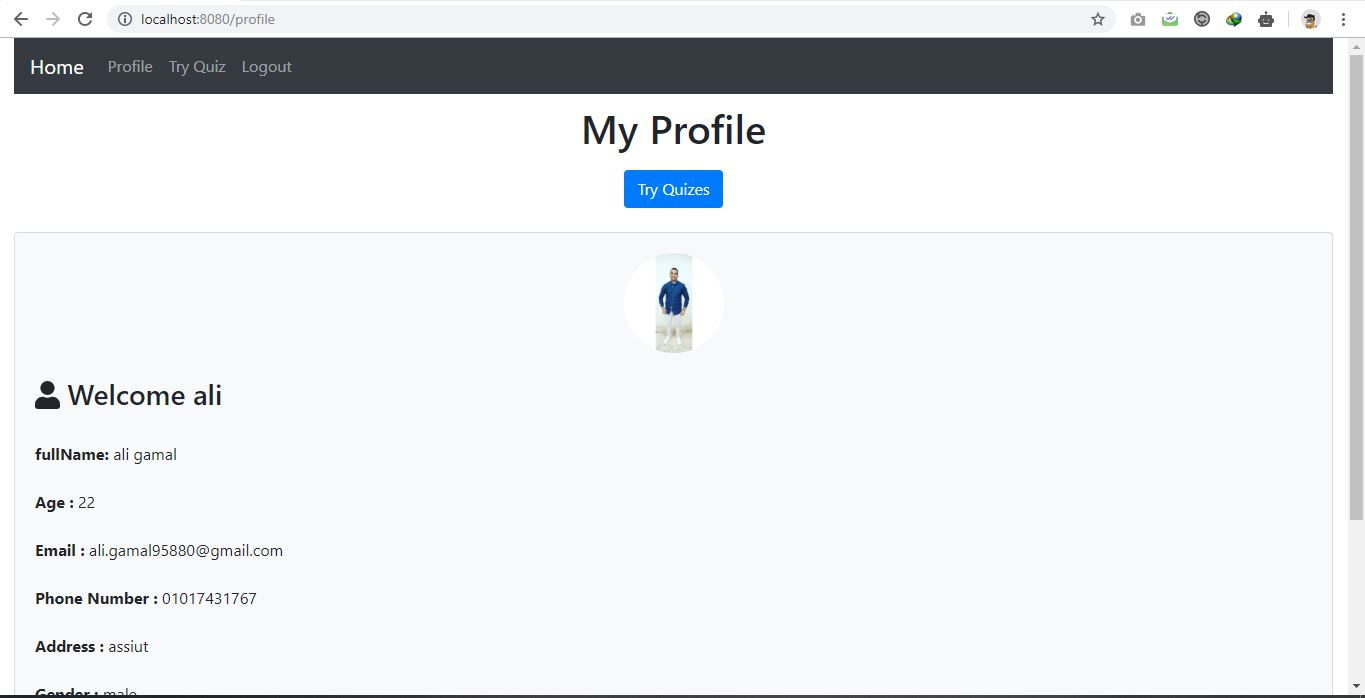 localhost:8080/profile
Home Profile Try Quiz Logout
My Profile
Try Quizes
Welcome ali
fullName: ali gamal
Age : 22
Email : ali.gamal95880@gmail.com
Phone Number : 01017431767
Address : assiut
Gender : male